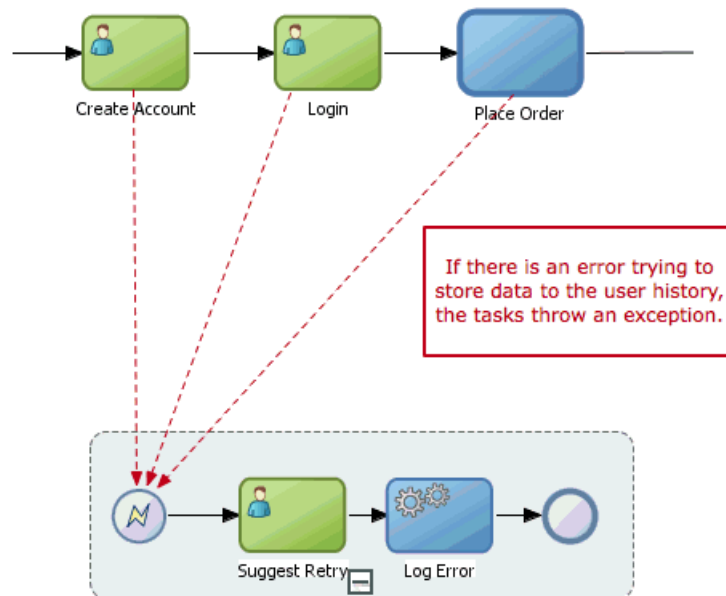 Create Account
Login
Place Order
If there is an error trying to
store data to the user history,
the tasks throw an exception.
Suggest Retry
Log Error